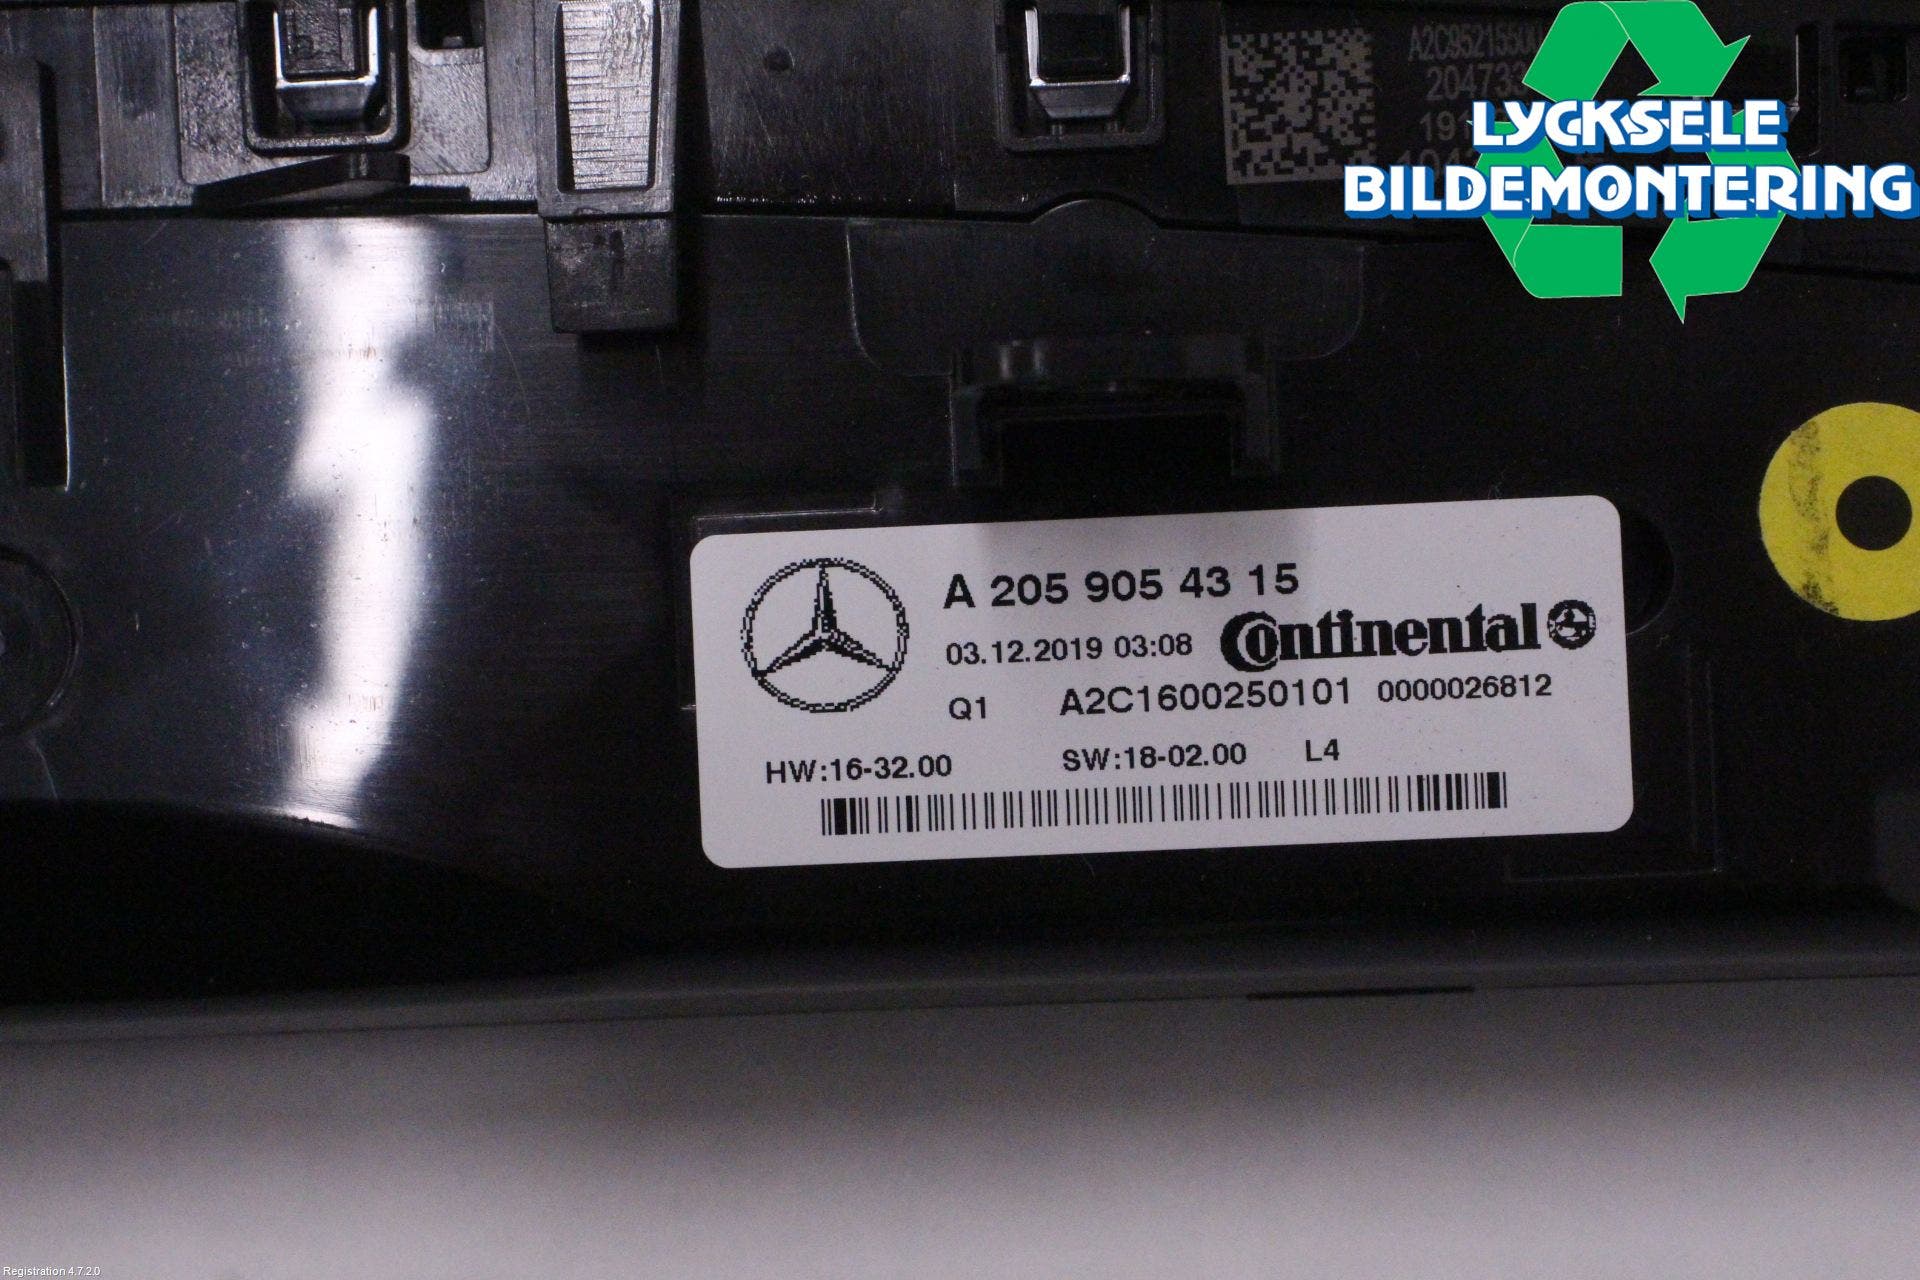 LYCKSELE
BILDEMONTERING
A 205 905 43 15
03.12.2019 03:08 Continental
Q1 A2C1600250101 0000026812
HW:16-32.00 SW:18-02.00 L4
Registration 4.7.2.0